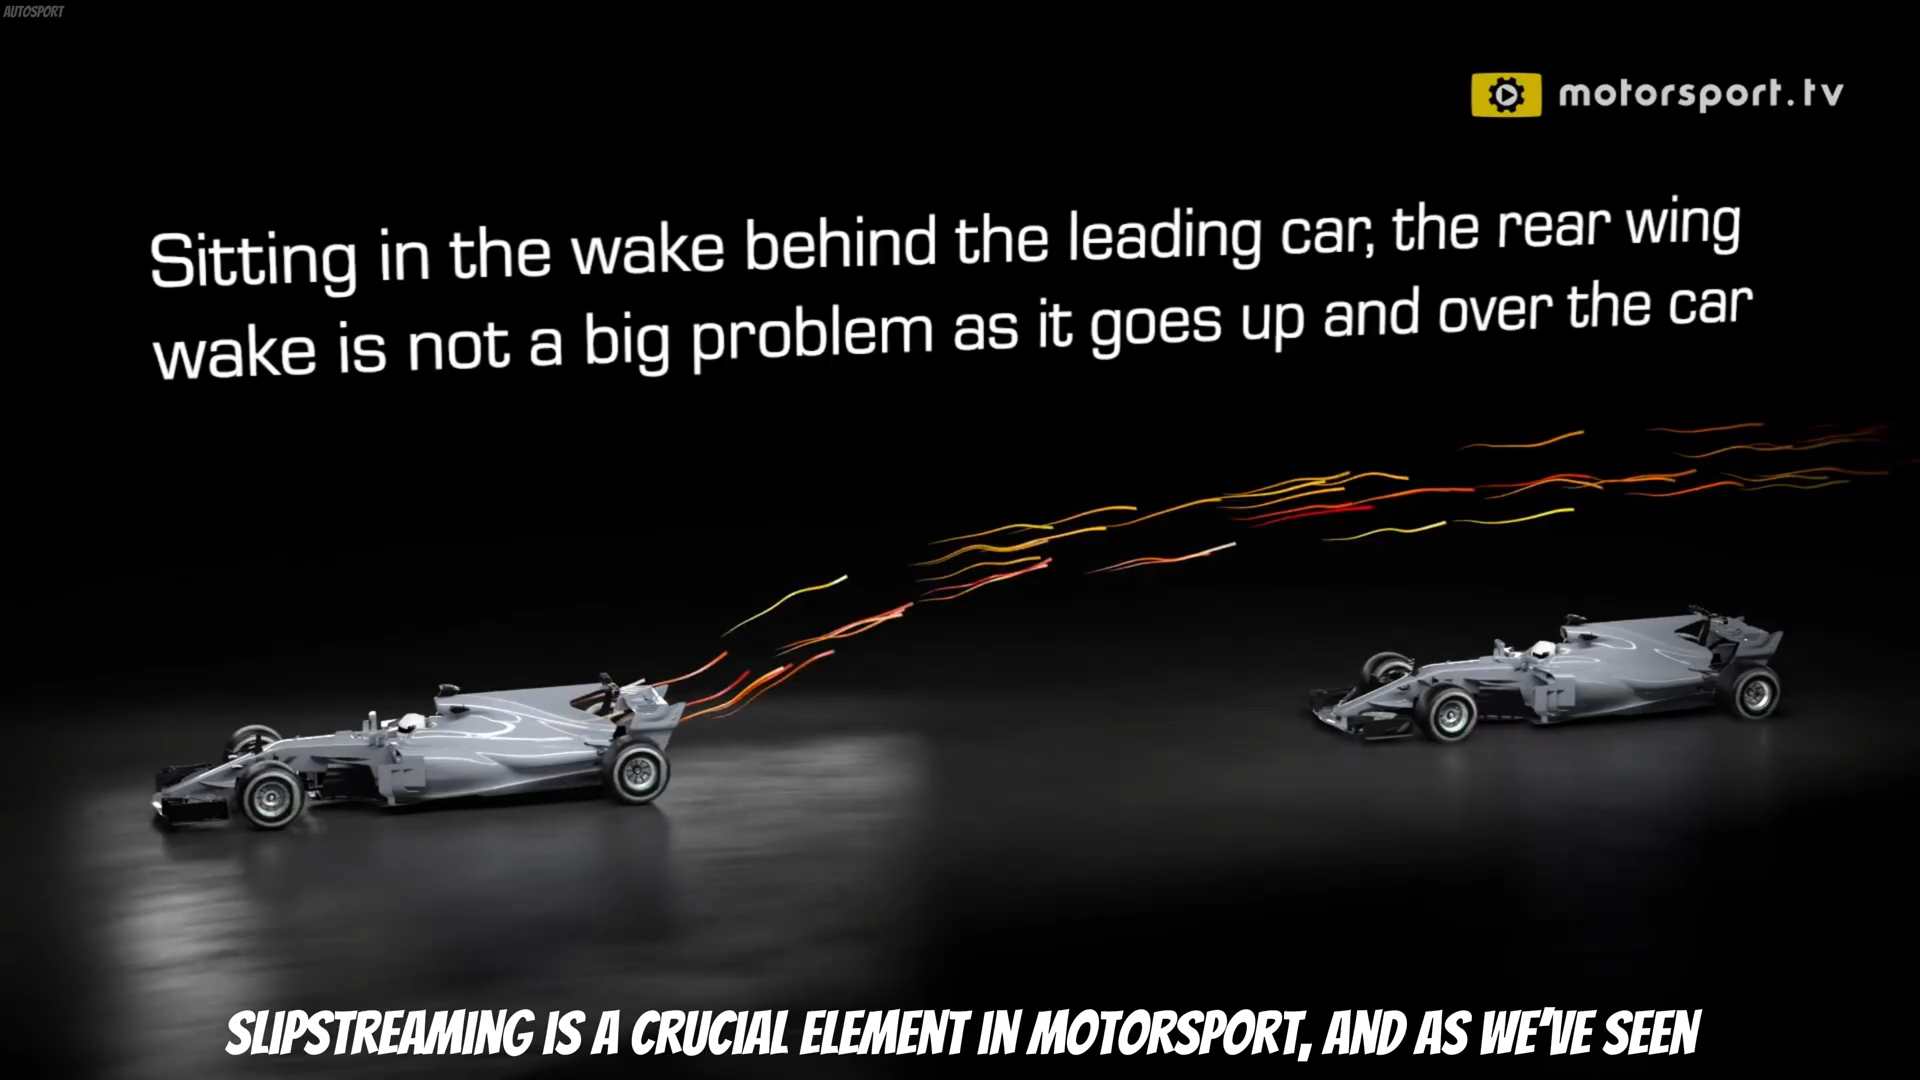 AUTOSPORT
motorsport.tv
Sitting in the wake behind the leading car, the rear wing
wake is not a big problem as it goes up and over the car
SLIPSTREAMING IS A CRUCIAL ELEMENT IN MOTORSPORT, AND AS WE'VE SEEN